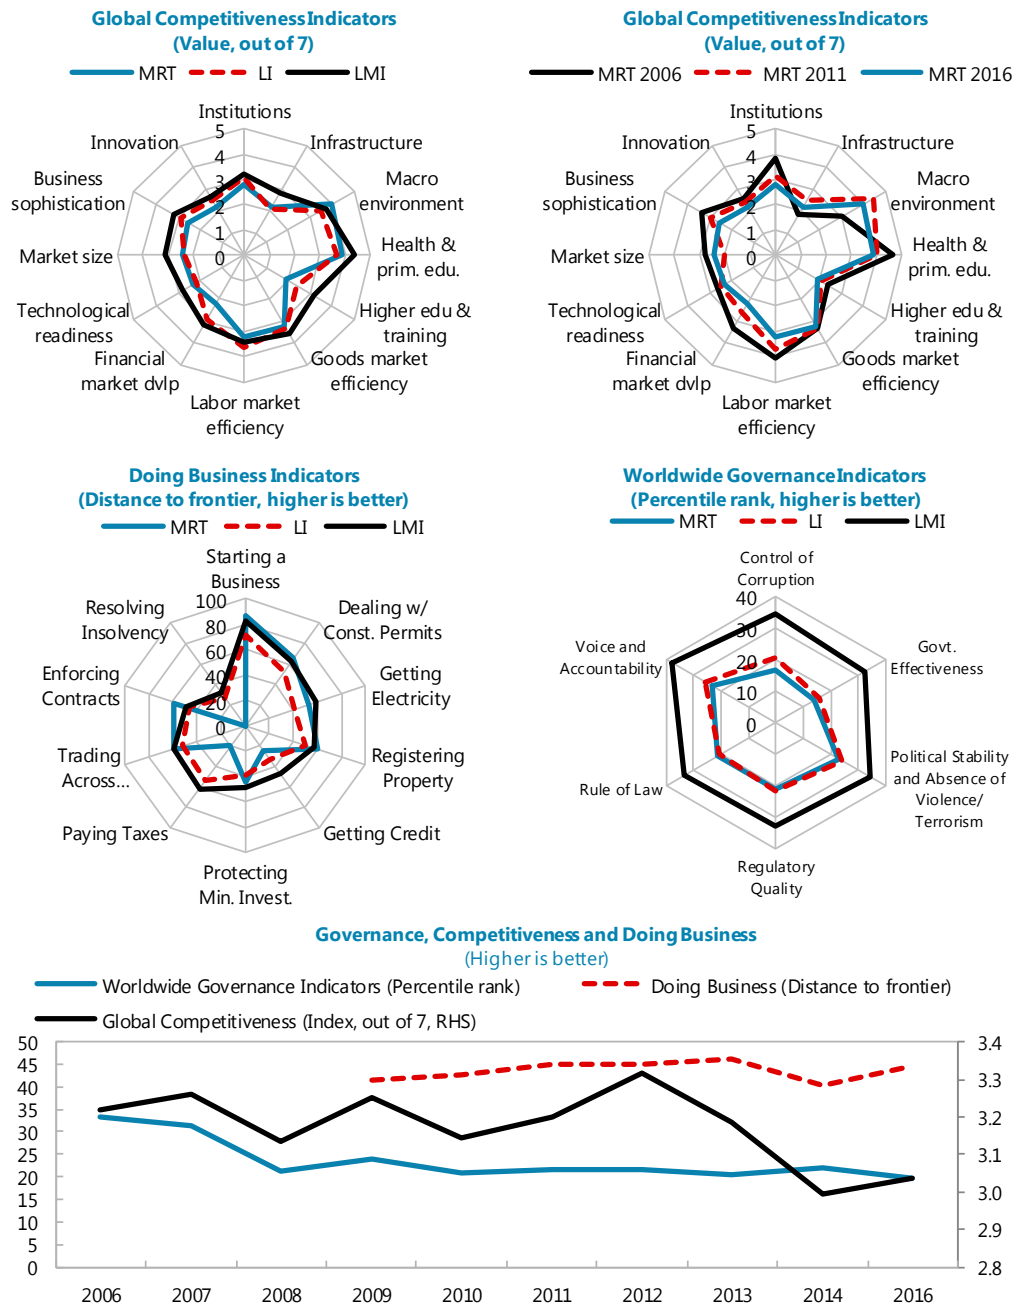 Global Competitiveness Indicators
(Value, out of 7)
MRT LI LMI
Institutions
Infrastructure
Macro
environment
Health &
prim. edu.
Higher edu &
training
Goods market
efficiency
Labor market
efficiency
Financial
market dvlp
Technological
readiness
Market size
Business
sophistication
Innovation
5
4
3
2
1
0
Global Competitiveness Indicators
(Value, out of 7)
MRT 2006 MRT 2011 MRT 2016
Institutions
Infrastructure
Macro
environment
Health &
prim. edu.
Higher edu &
training
Goods market
efficiency
Labor market
efficiency
Financial
market dvlp
Technological
readiness
Market size
Business
sophistication
Innovation
5
4
3
2
1
0
Doing Business Indicators
(Distance to frontier, higher is better)
MRT LI LMI
Starting a
Business
Dealing w/
Const. Permits
Getting
Electricity
Registering
Property
Getting Credit
Protecting
Min. Invest.
Paying Taxes
Trading
Across...
Enforcing
Contracts
Resolving
Insolvency
100
80
60
40
20
0
Worldwide Governance Indicators
(Percentile rank, higher is better)
MRT LI LMI
Control of
Corruption
Govt.
Effectiveness
Political Stability
and Absence of
Violence/
Terrorism
Regulatory
Quality
Rule of Law
Voice and
Accountability
40
30
20
10
0
Governance, Competitiveness and Doing Business
(Higher is better)
Worldwide Governance Indicators (Percentile rank) Doing Business (Distance to frontier)
Global Competitiveness (Index, out of 7, RHS)
50
45
40
35
30
25
20
15
10
5
0
3.4
3.3
3.2
3.1
3.0
2.9
2.8
2006 2007 2008 2009 2010 2011 2012 2013 2014 2016